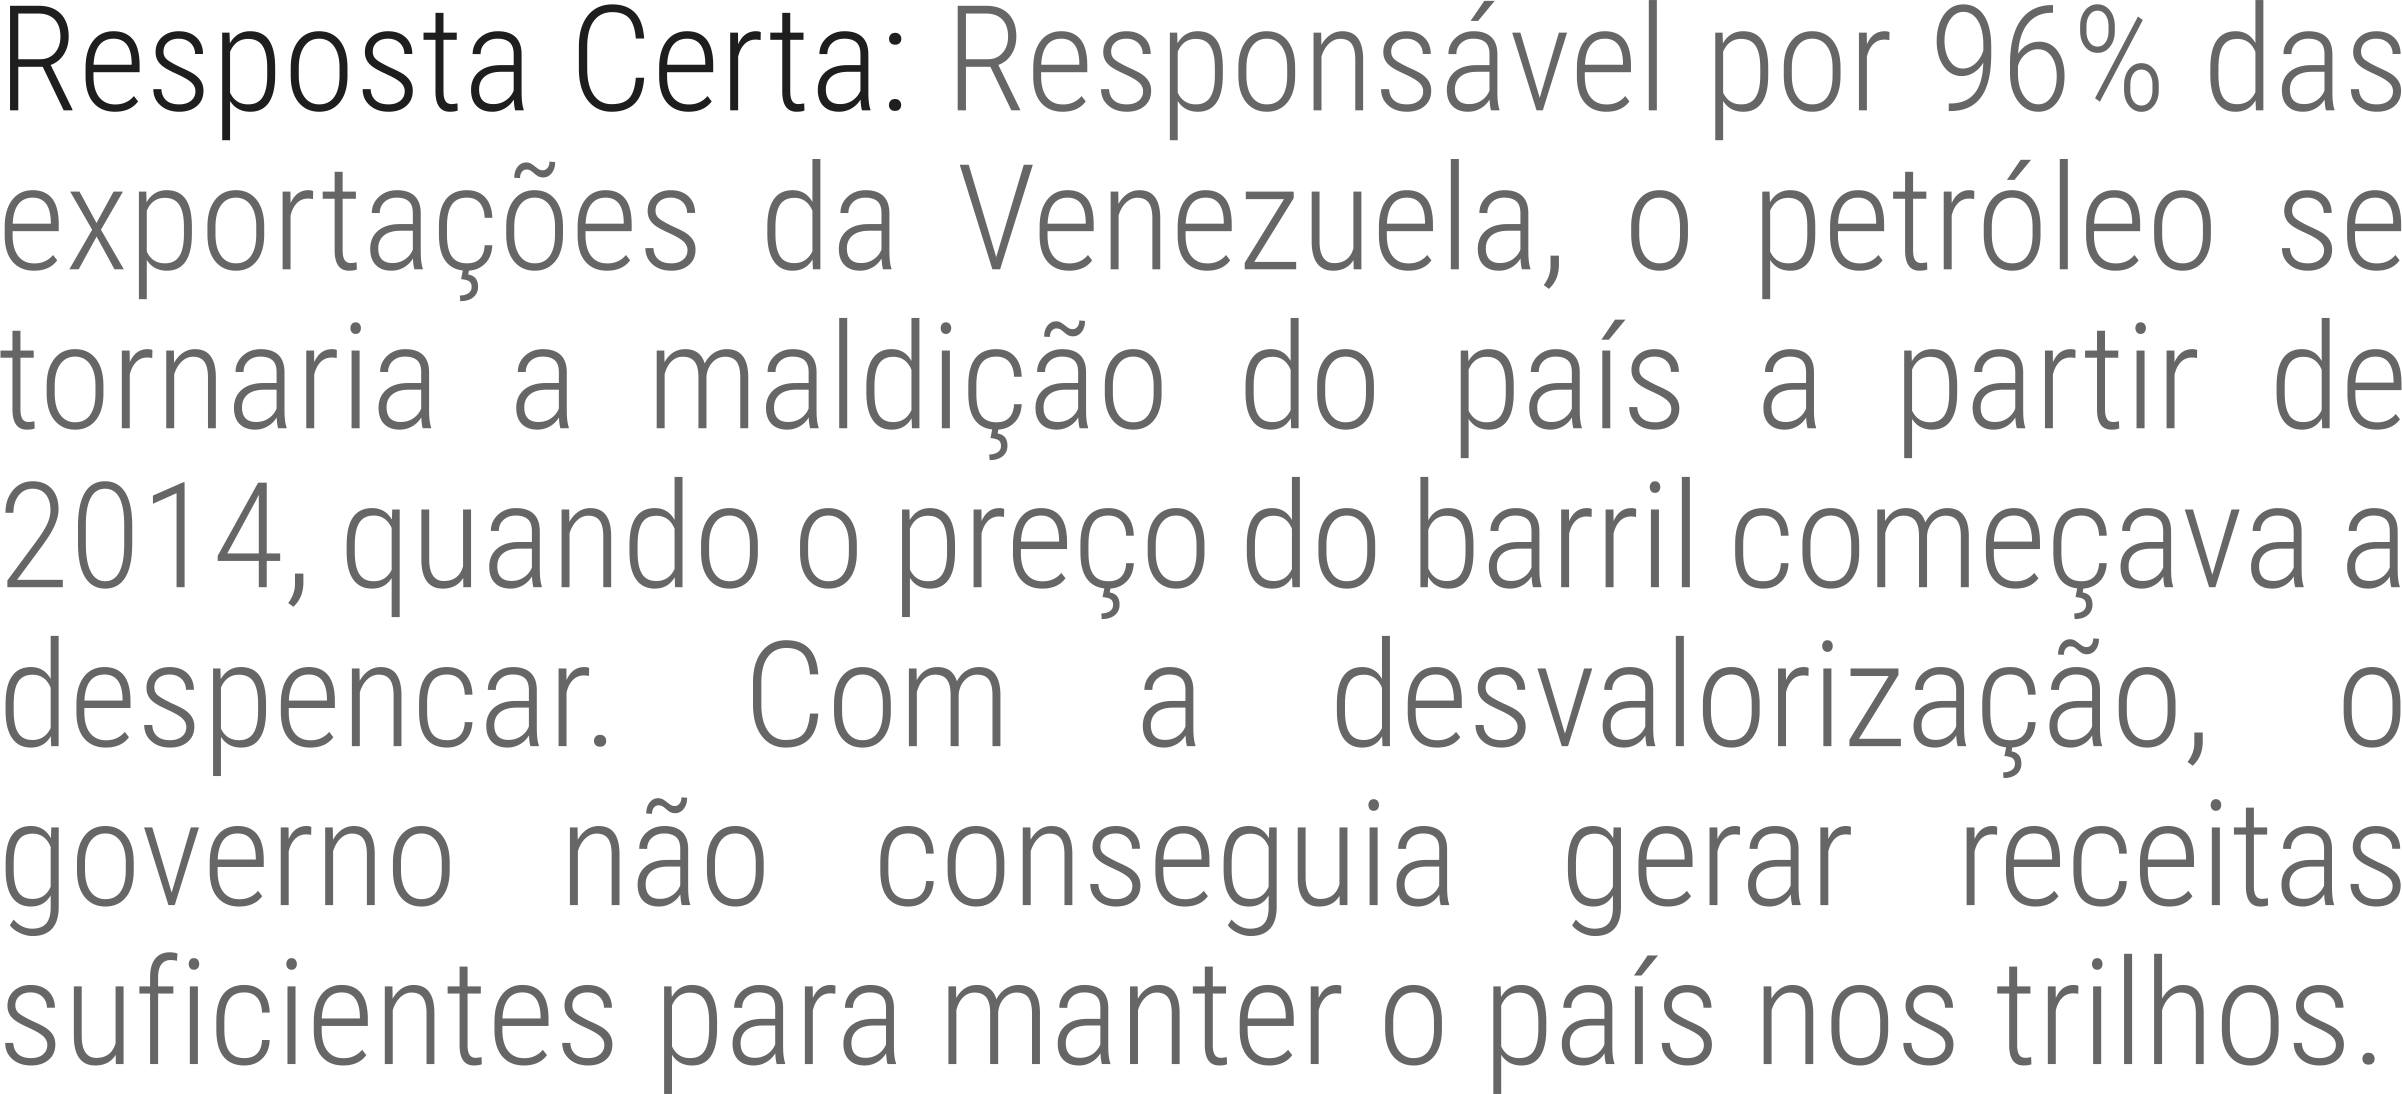 Resposta Certa: Responsável por 96% das
exportações da Venezuela, o petróleo se
tornaria a maldição do país a partir de
2014, quando o preço do barril começava a
despencar. Com a desvalorização, o
governo não conseguia gerar receitas
suficientes para manter o país nos trilhos.